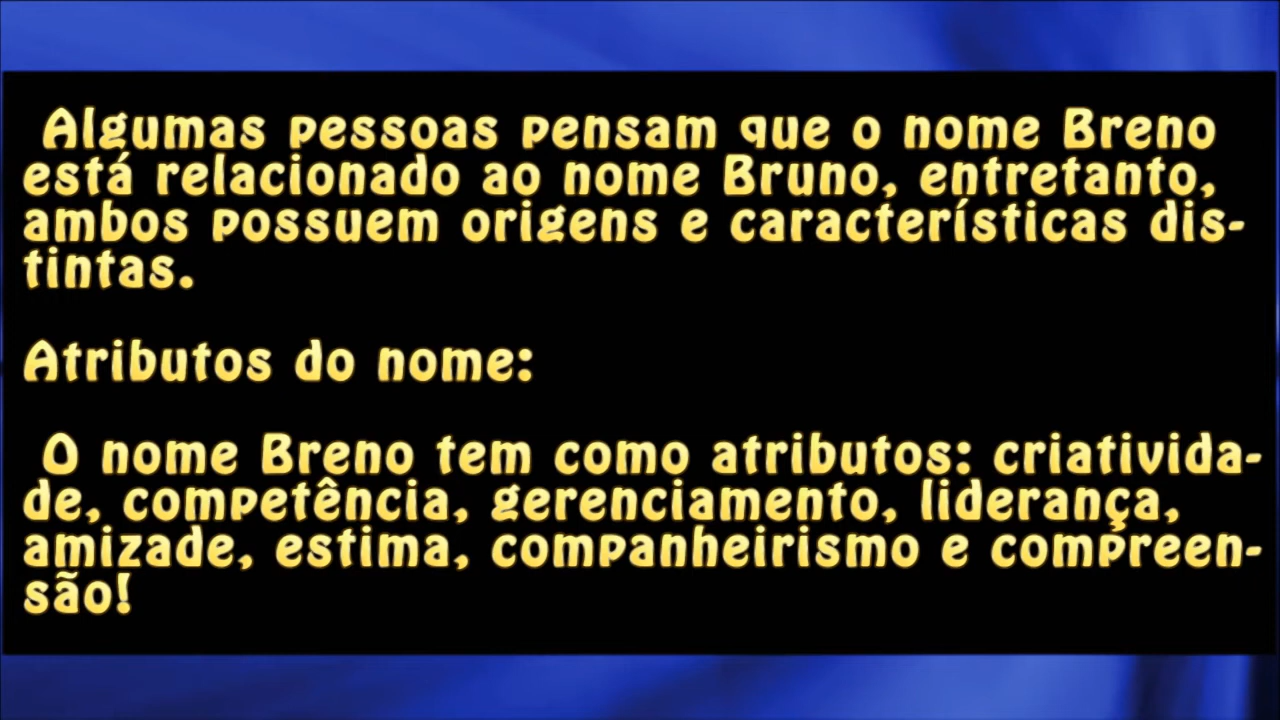 Algumas pessoas pensam que o nome Breno
está relacionado ao nome Bruno, entretanto,
ambos possuem origens e características dis-
tintas.
Atributos do nome:
O nome Breno tem como atributos: criativida-
de, competência, gerenciamento, liderança,
amizade, estima, companheirismo e compreen-
são!